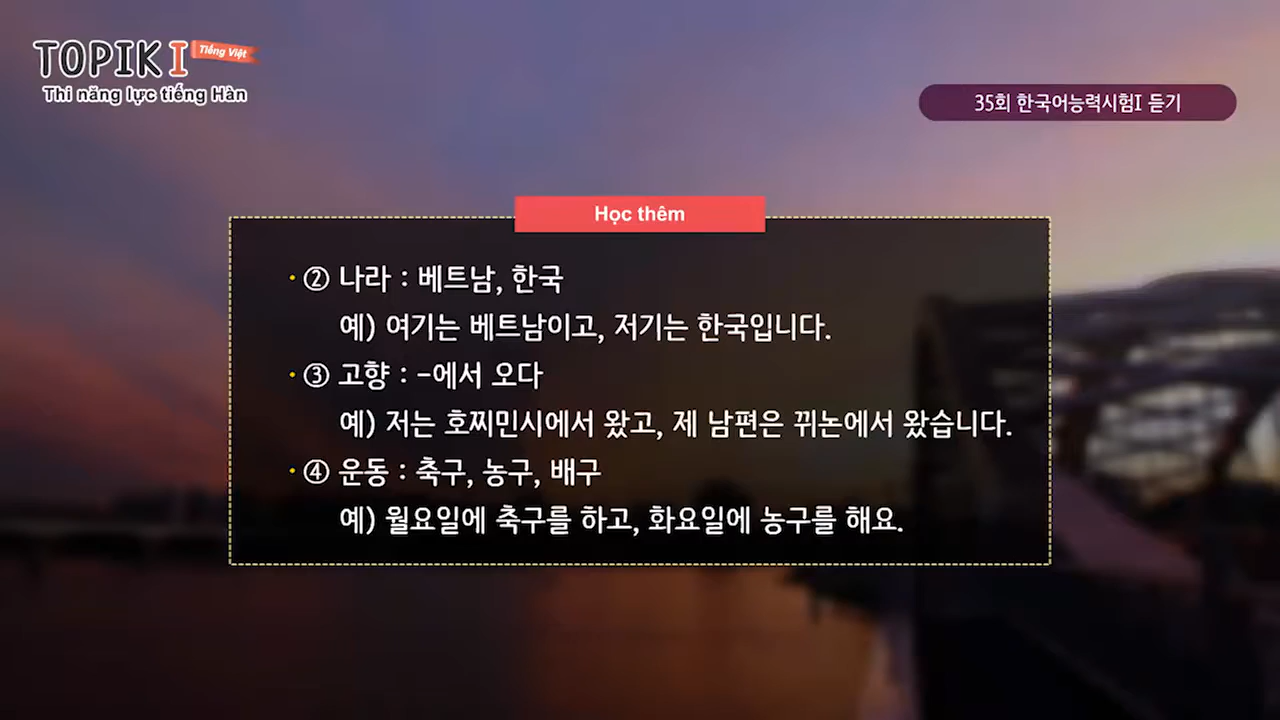 TOPIK I Tiếng Việt
Thi năng lực tiếng Hàn
35회 한국어능력시험I 듣기
Học thêm
· ② 나라 : 베트남, 한국
예) 여기는 베트남이고, 저기는 한국입니다.
· ③ 고향 : -에서 오다
예) 저는 호찌민시에서 왔고, 제 남편은 뀌논에서 왔습니다.
· ④ 운동 : 축구, 농구, 배구
예) 월요일에 축구를 하고, 화요일에 농구를 해요.